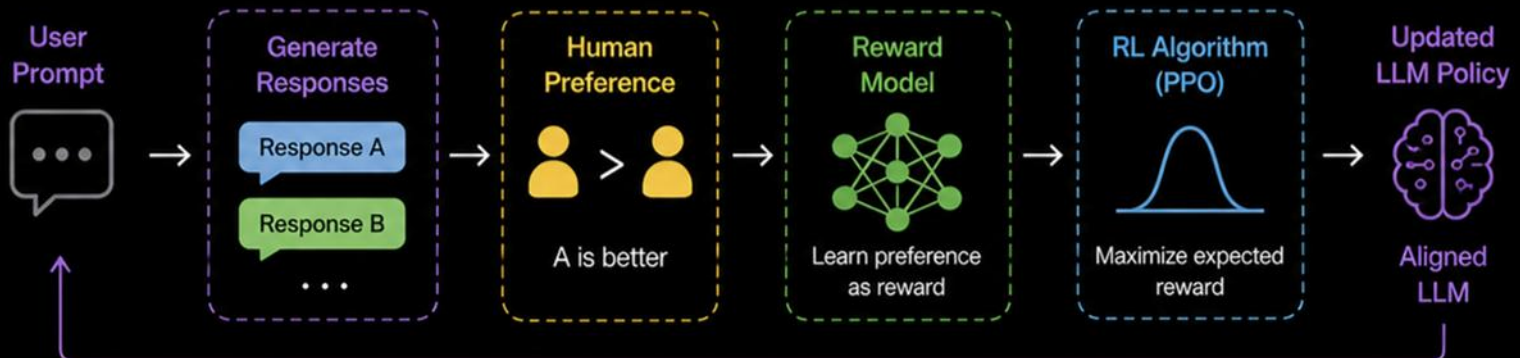 User
Prompt
Generate
Responses
Response A
Response B
...
Human
Preference
>
A is better
Reward
Model
Learn preference
as reward
RL Algorithm
(PPO)
Maximize expected
reward
Updated
LLM Policy
Aligned
LLM